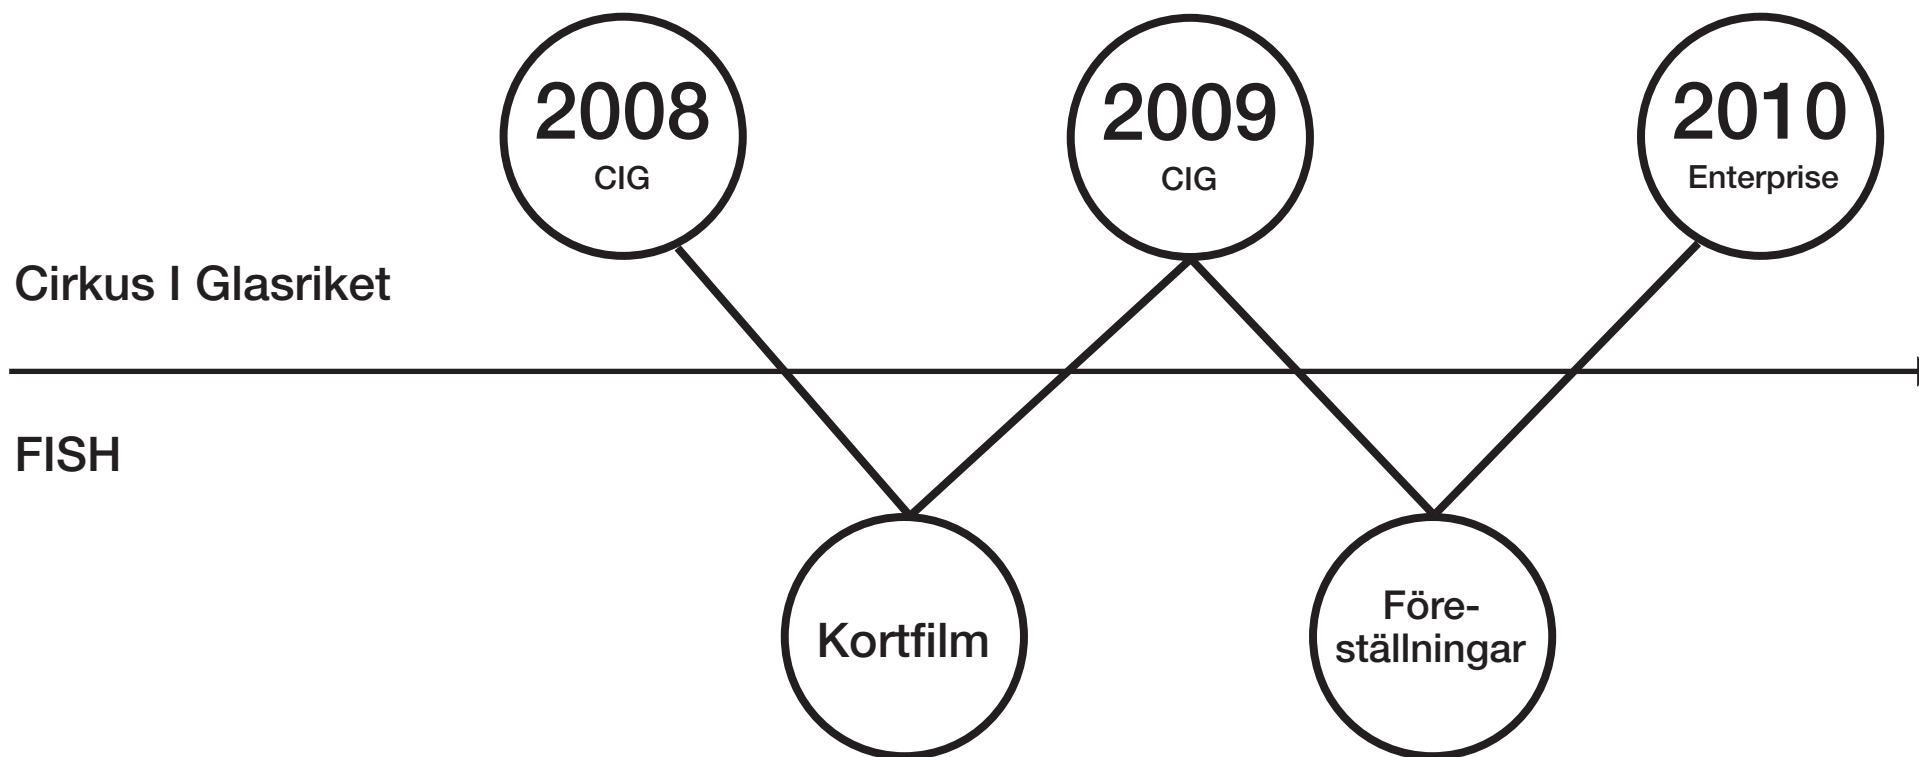 2008
CIG
2009
CIG
2010
Enterprise
Cirkus I Glasriket
FISH
Kortfilm
Före-
ställningar